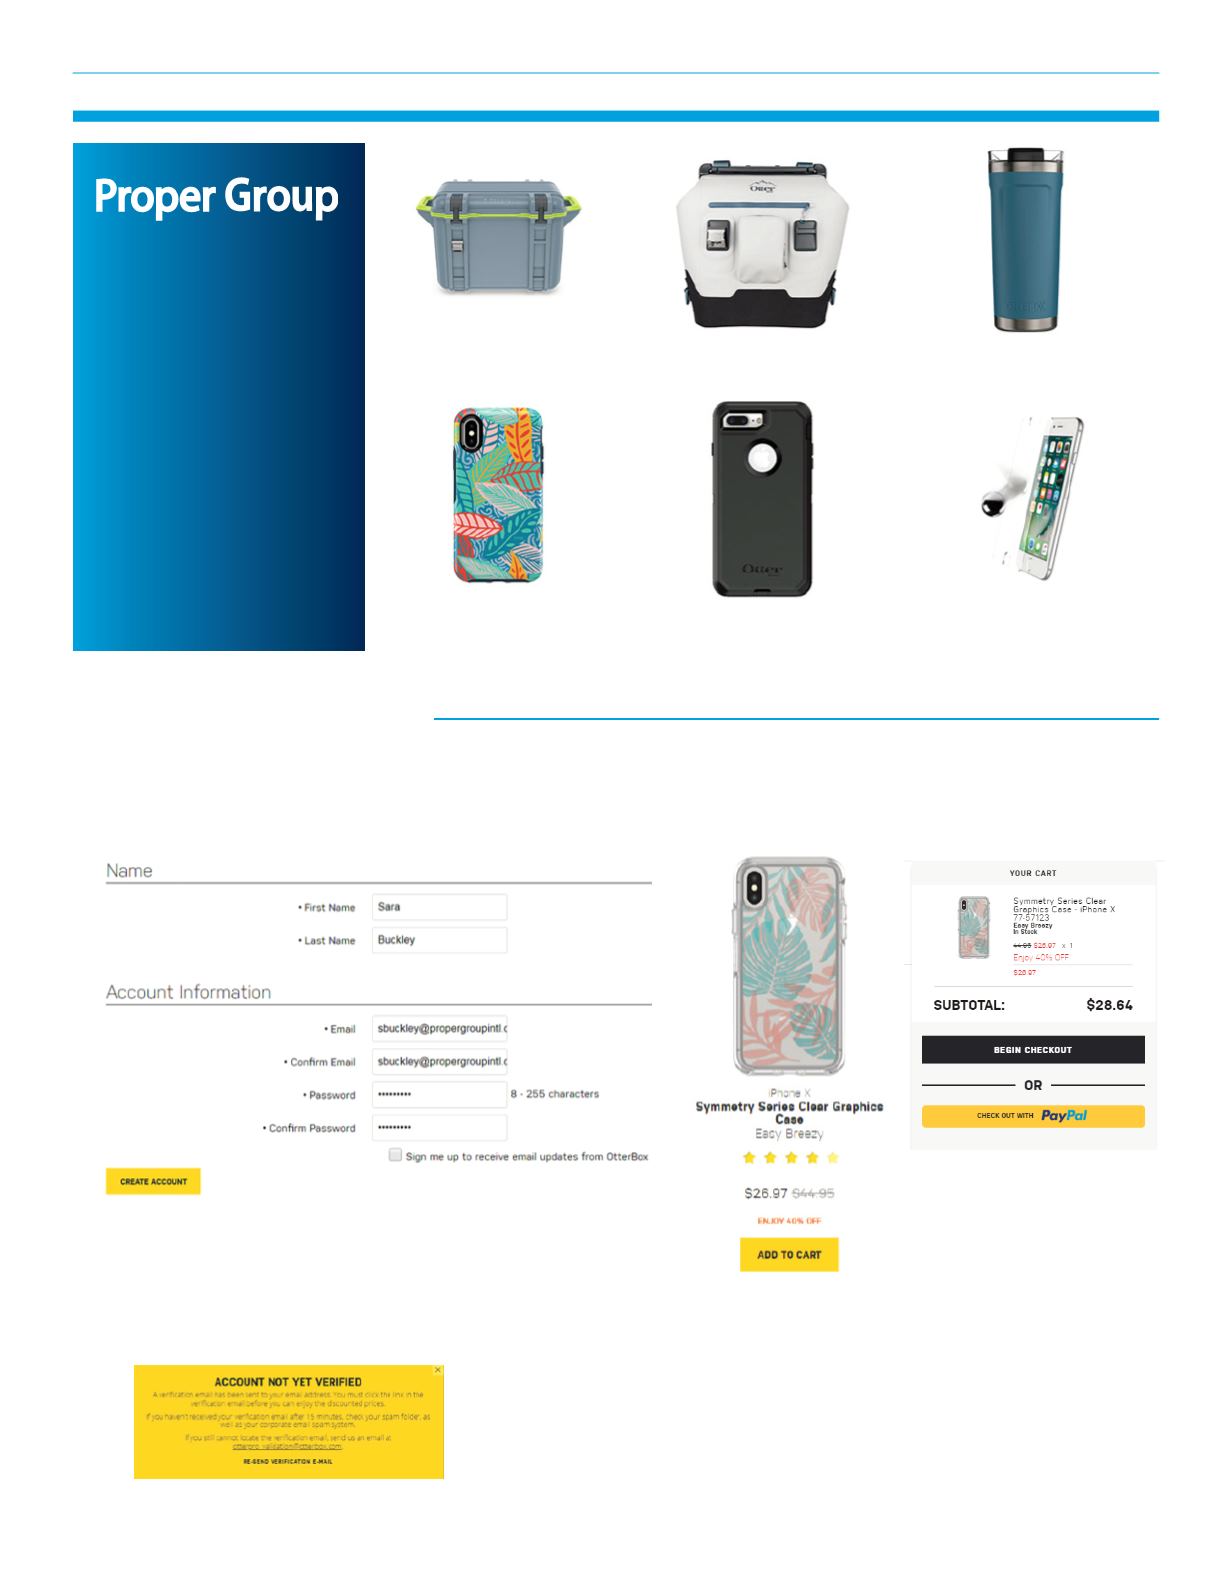 Proper Group
Otter
OTTERBOX
Otter
Name
• First Name
Sara
• Last Name
Buckley
Account Information
• Email
sbuckley@propergroupintl.c
• Confirm Email
sbuckley@propergroupintl.c
• Password
•••••••••
8 - 255 characters
• Confirm Password
•••••••••
Sign me up to receive email updates from OtterBox
CREATE ACCOUNT
iPhone X
Symmetry Series Clear Graphics
Case
Easy Breezy
$26.97 $44.95
ENJOY 40% OFF
ADD TO CART
YOUR CART
Symmetry Series Clear
Graphics Case - iPhone X
77-57123
Easy Breezy
In Stock
44.95 $26.97 x 1
Enjoy 40% OFF
$26.97
SUBTOTAL: $28.64
BEGIN CHECKOUT
OR
CHECK OUT WITH PayPal
ACCOUNT NOT YET VERIFIED
A verification email has been sent to your email address. You must click the link in the
verification email before you can enjoy the discounted prices.
If you haven't received your verification email after 15 minutes, check your spam folder, as
well as your corporate email spam system.
If you still cannot locate the verification email, send us an email at
otterpro_validation@otterbox.com.
RE-SEND VERIFICATION E-MAIL